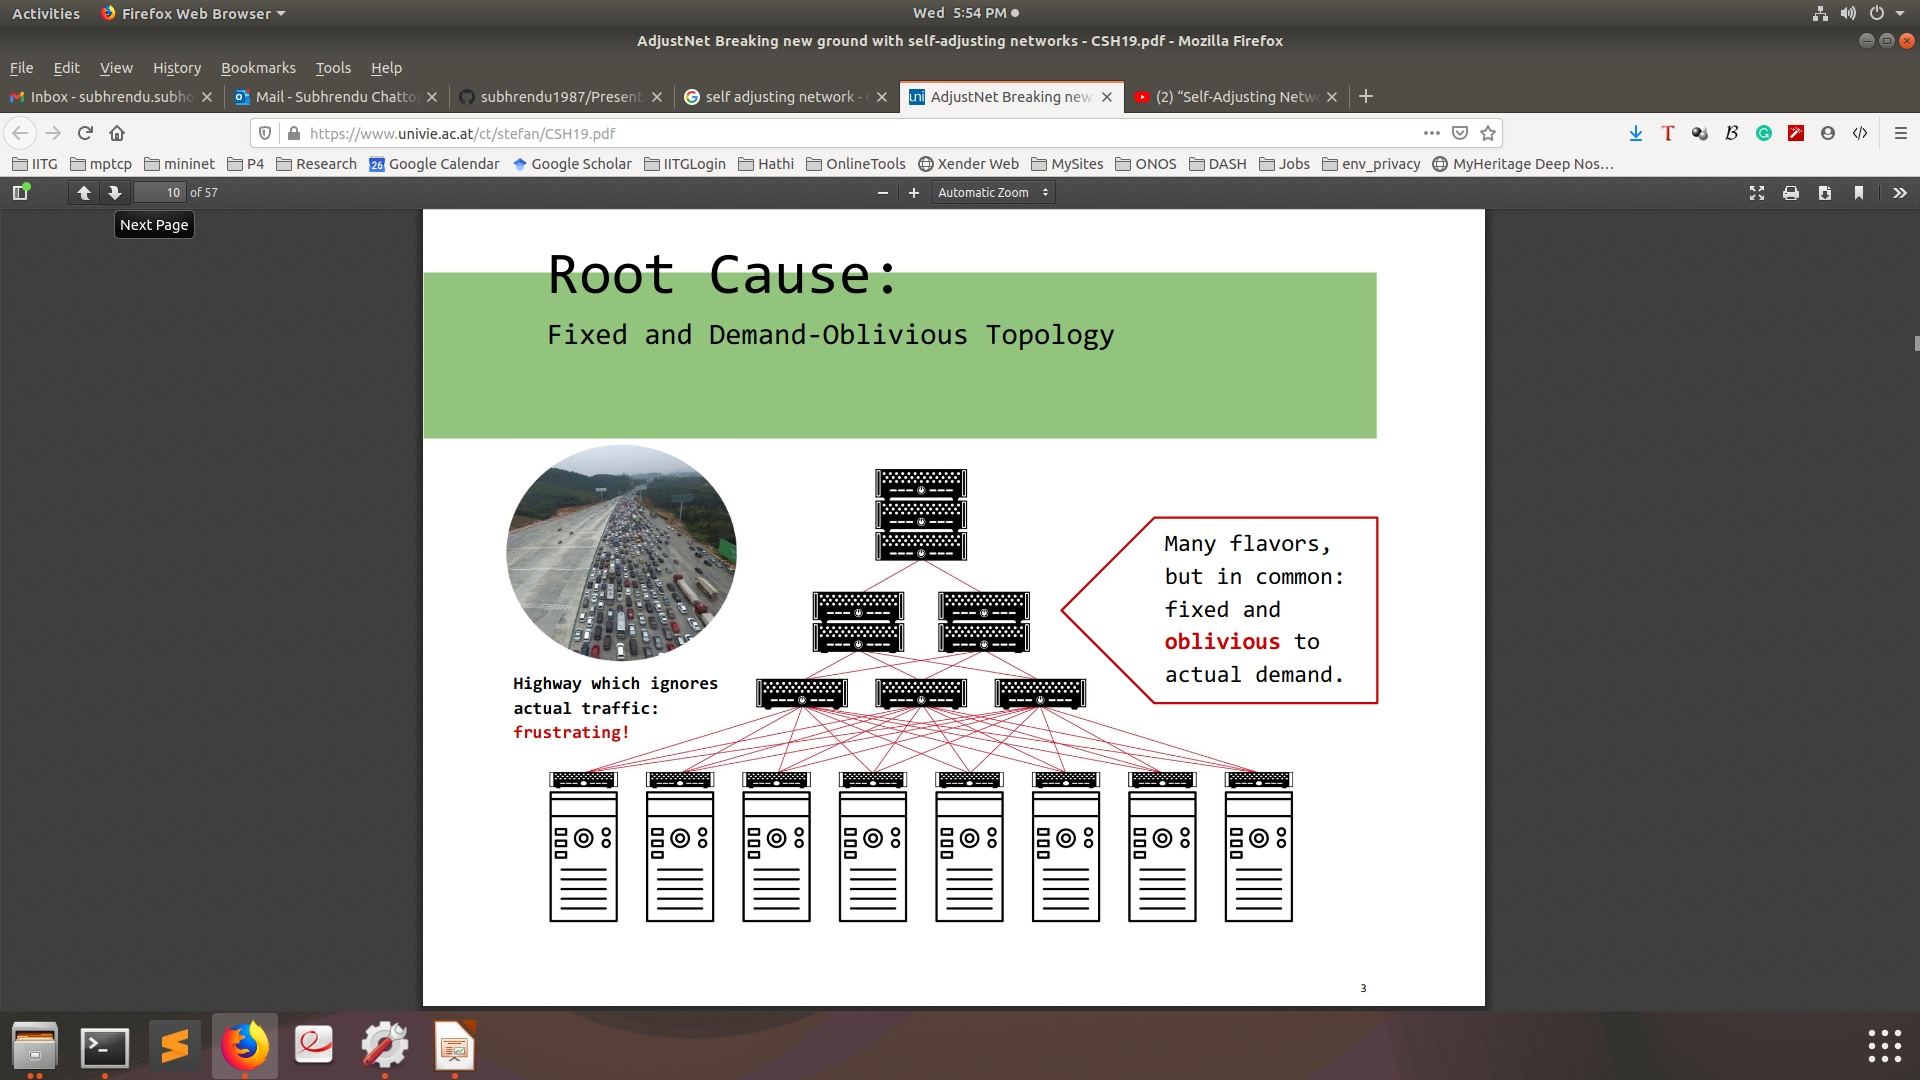 Activities
Firefox Web Browser
Wed 5:54 PM
AdjustNet Breaking new ground with self-adjusting networks - CSH19.pdf - Mozilla Firefox
File Edit View History Bookmarks Tools Help
Inbox - subhrendu.subho
Mail - Subhrendu Chatto
subhrendu1987/Present
self adjusting network -
AdjustNet Breaking new
(2) “Self-Adjusting Netw
https://www.univie.ac.at/ct/stefan/CSH19.pdf
IITG mptcp mininet P4 Research Google Calendar Google Scholar IITGLogin Hathi OnlineTools Xender Web MySites ONOS DASH Jobs env_privacy MyHeritage Deep Nos…
10 of 57
Automatic Zoom
Next Page
Root Cause:
Fixed and Demand-Oblivious Topology
Many flavors,
but in common:
fixed and
oblivious to
actual demand.
Highway which ignores
actual traffic:
frustrating!
3